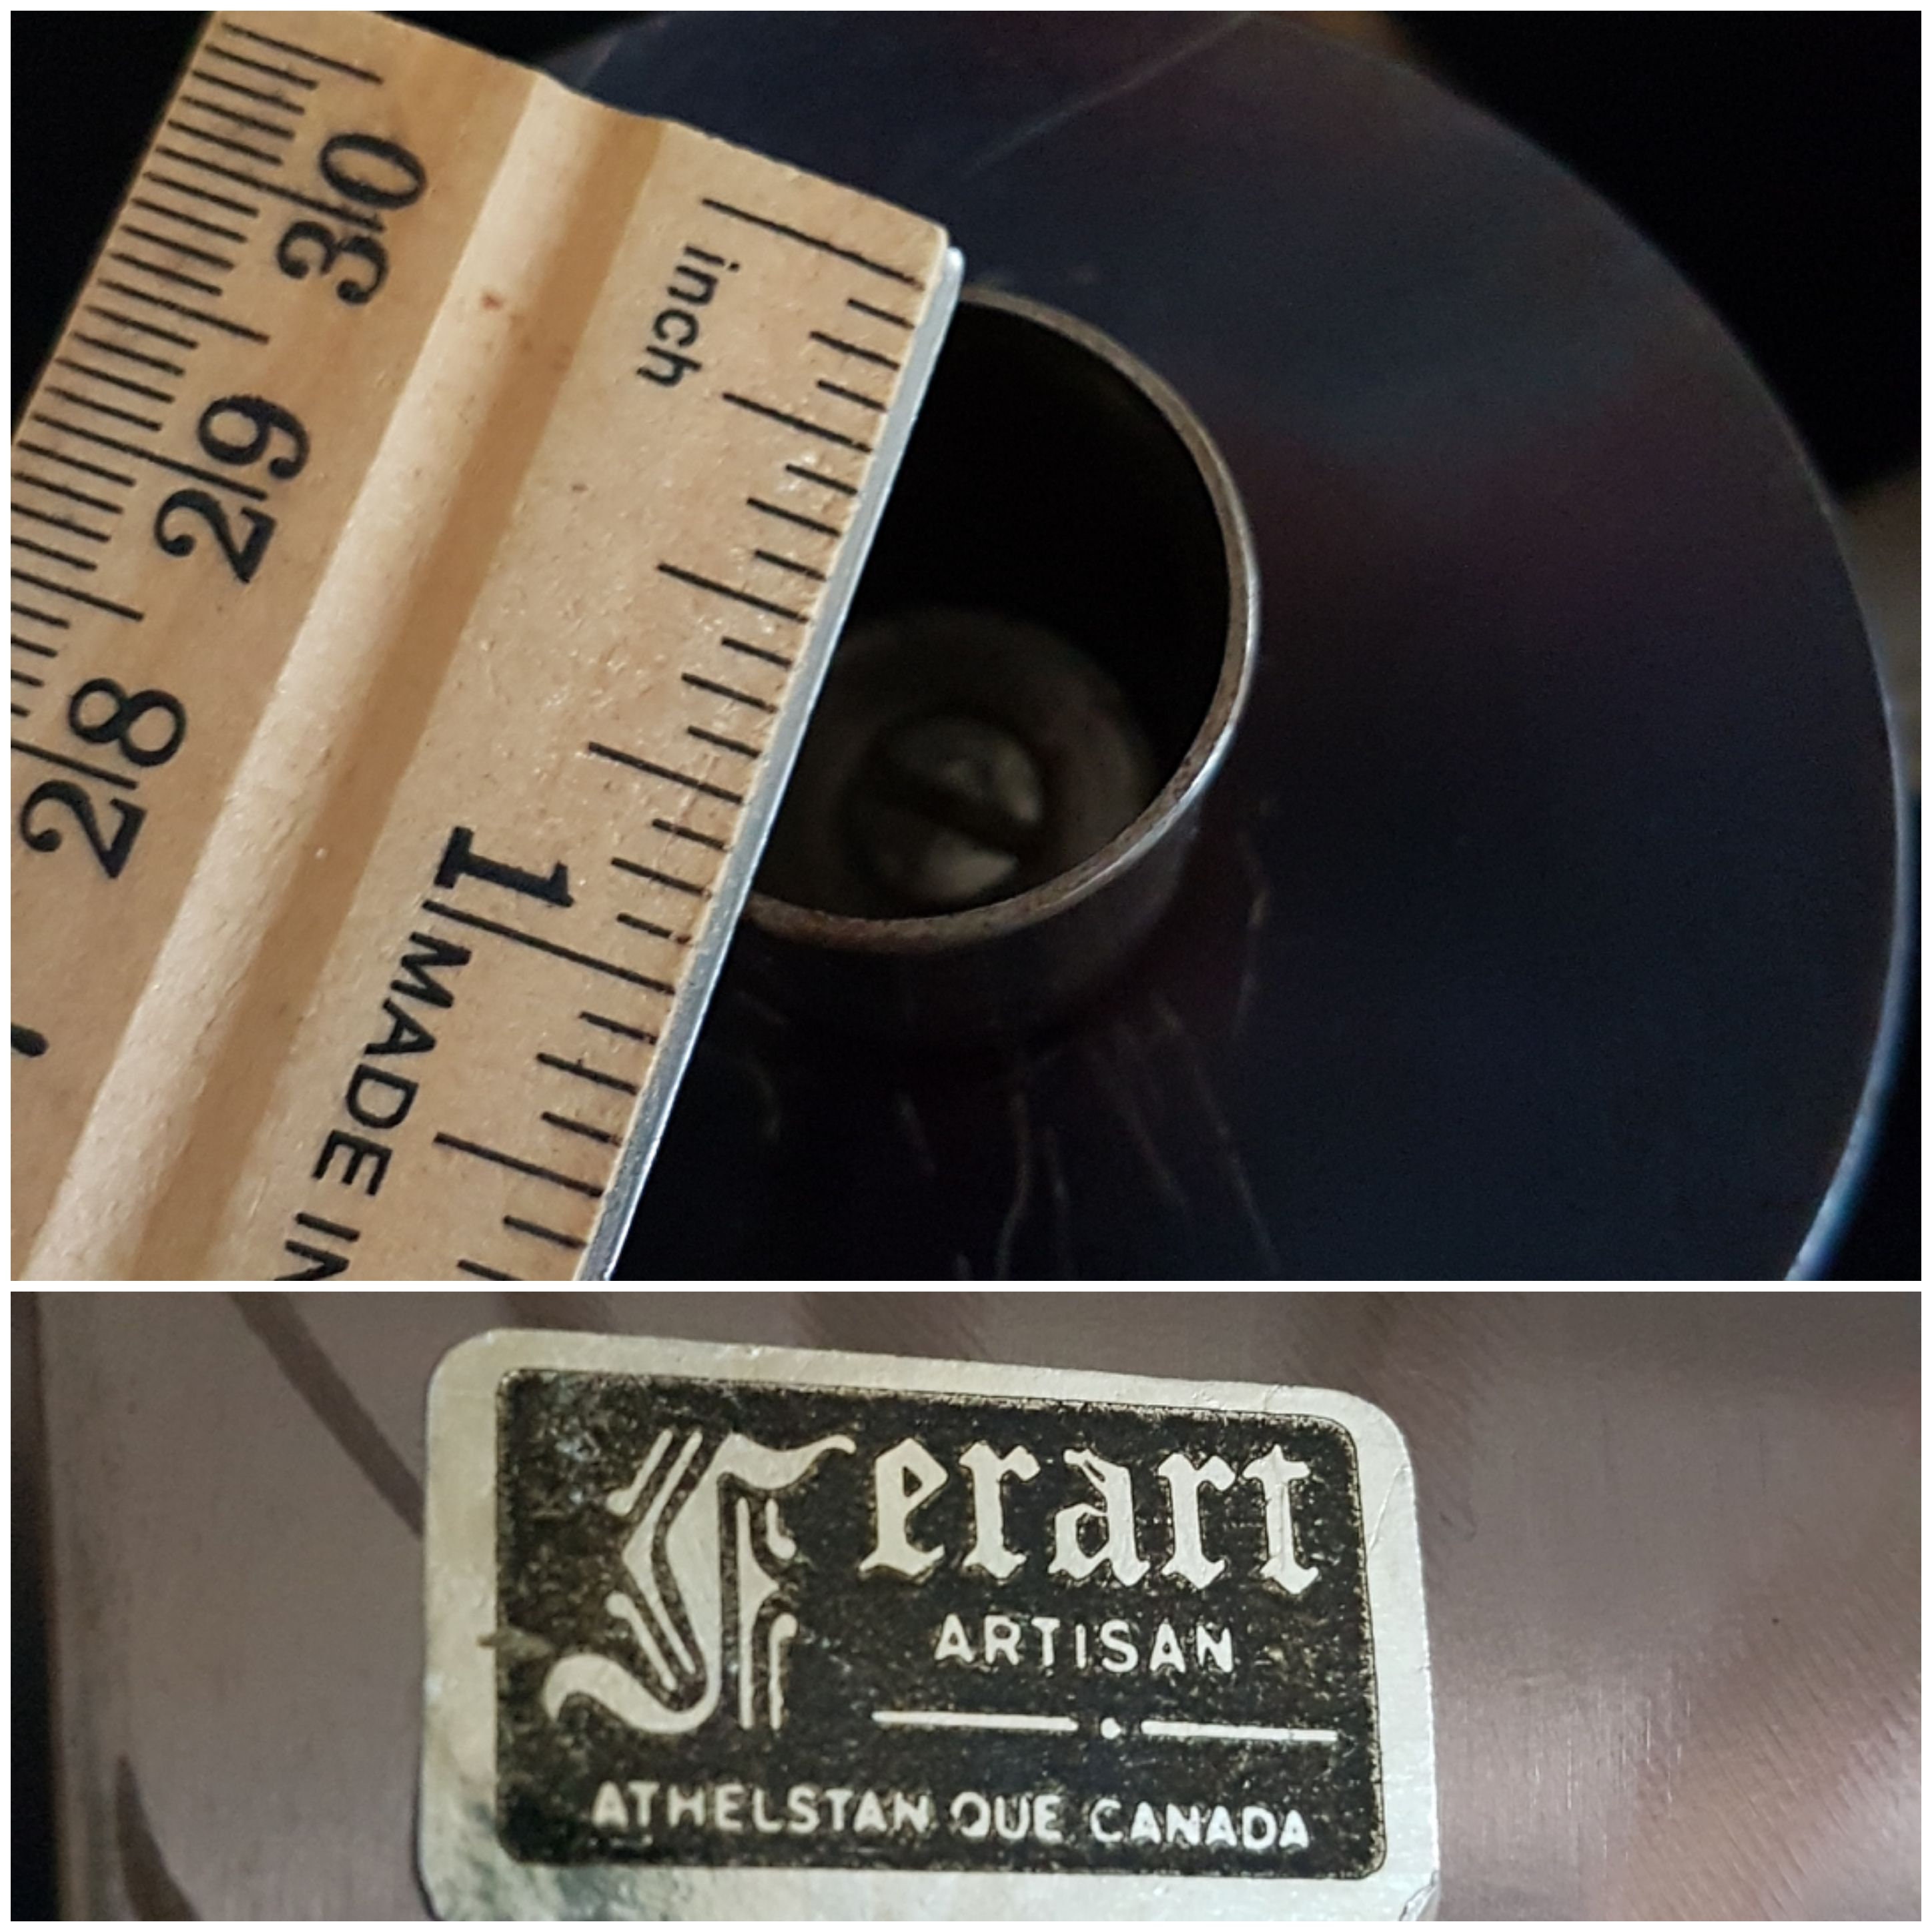 30
29
28
inch
1
MADE IN
Ferart
ARTISAN
ATHELSTAN QUE CANADA